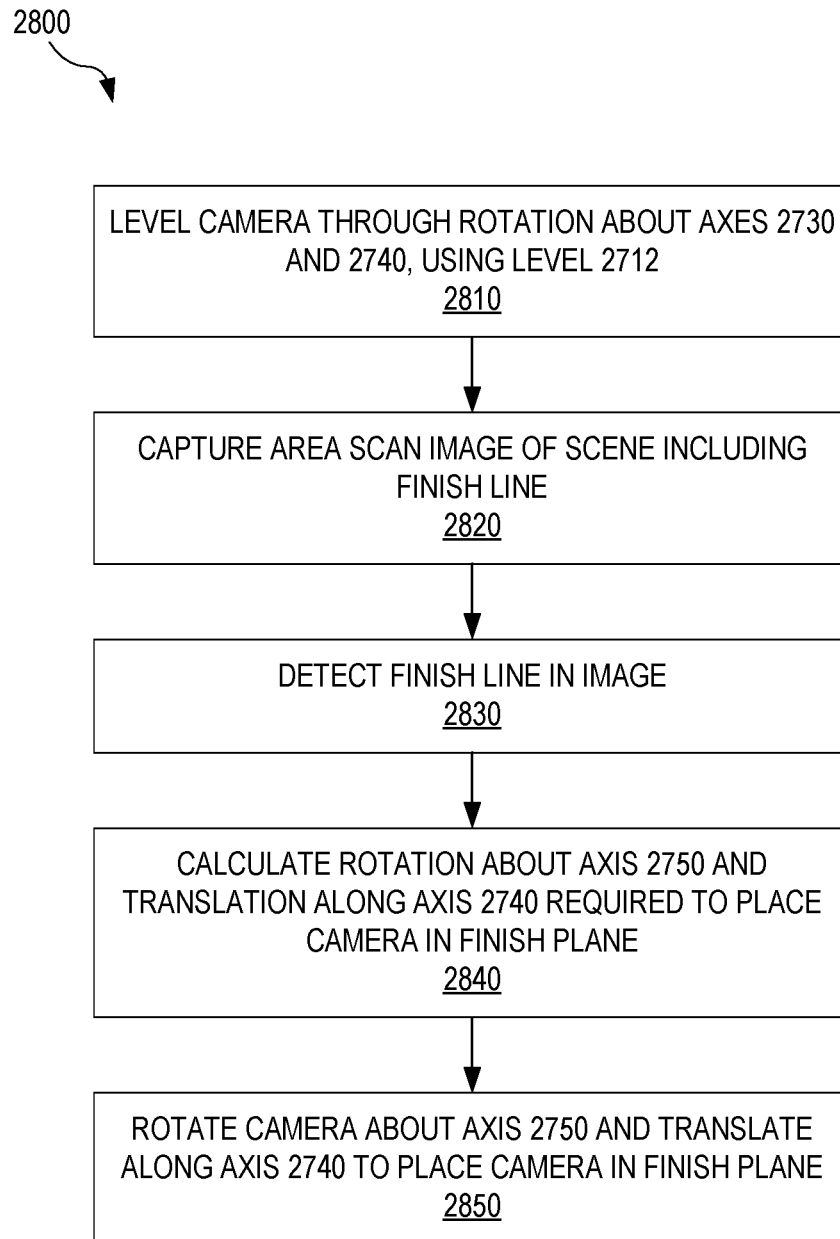 2800
LEVEL CAMERA THROUGH ROTATION ABOUT AXES 2730
AND 2740, USING LEVEL 2712
2810
CAPTURE AREA SCAN IMAGE OF SCENE INCLUDING
FINISH LINE
2820
DETECT FINISH LINE IN IMAGE
2830
CALCULATE ROTATION ABOUT AXIS 2750 AND
TRANSLATION ALONG AXIS 2740 REQUIRED TO PLACE
CAMERA IN FINISH PLANE
2840
ROTATE CAMERA ABOUT AXIS 2750 AND TRANSLATE
ALONG AXIS 2740 TO PLACE CAMERA IN FINISH PLANE
2850